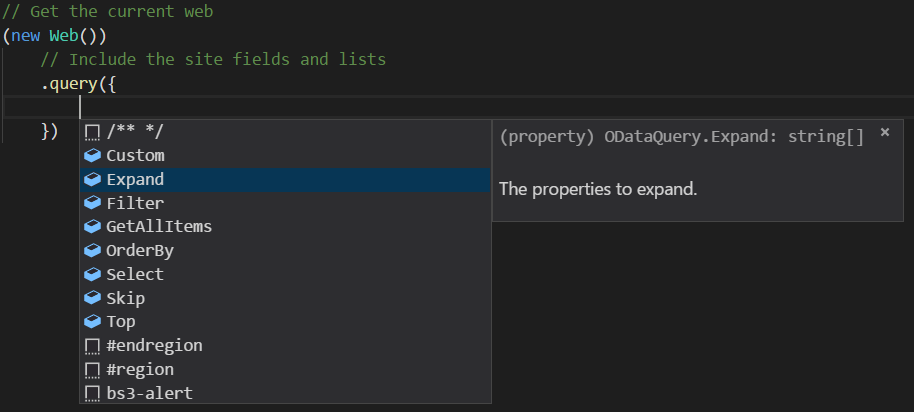 // Get the current web
(new Web())
// Include the site fields and lists
.query({
})
/** */
Custom
Expand
Filter
GetAllItems
OrderBy
Select
Skip
Top
#endregion
#region
bs3-alert
(property) ODataQuery.Expand: string[] ×
The properties to expand.